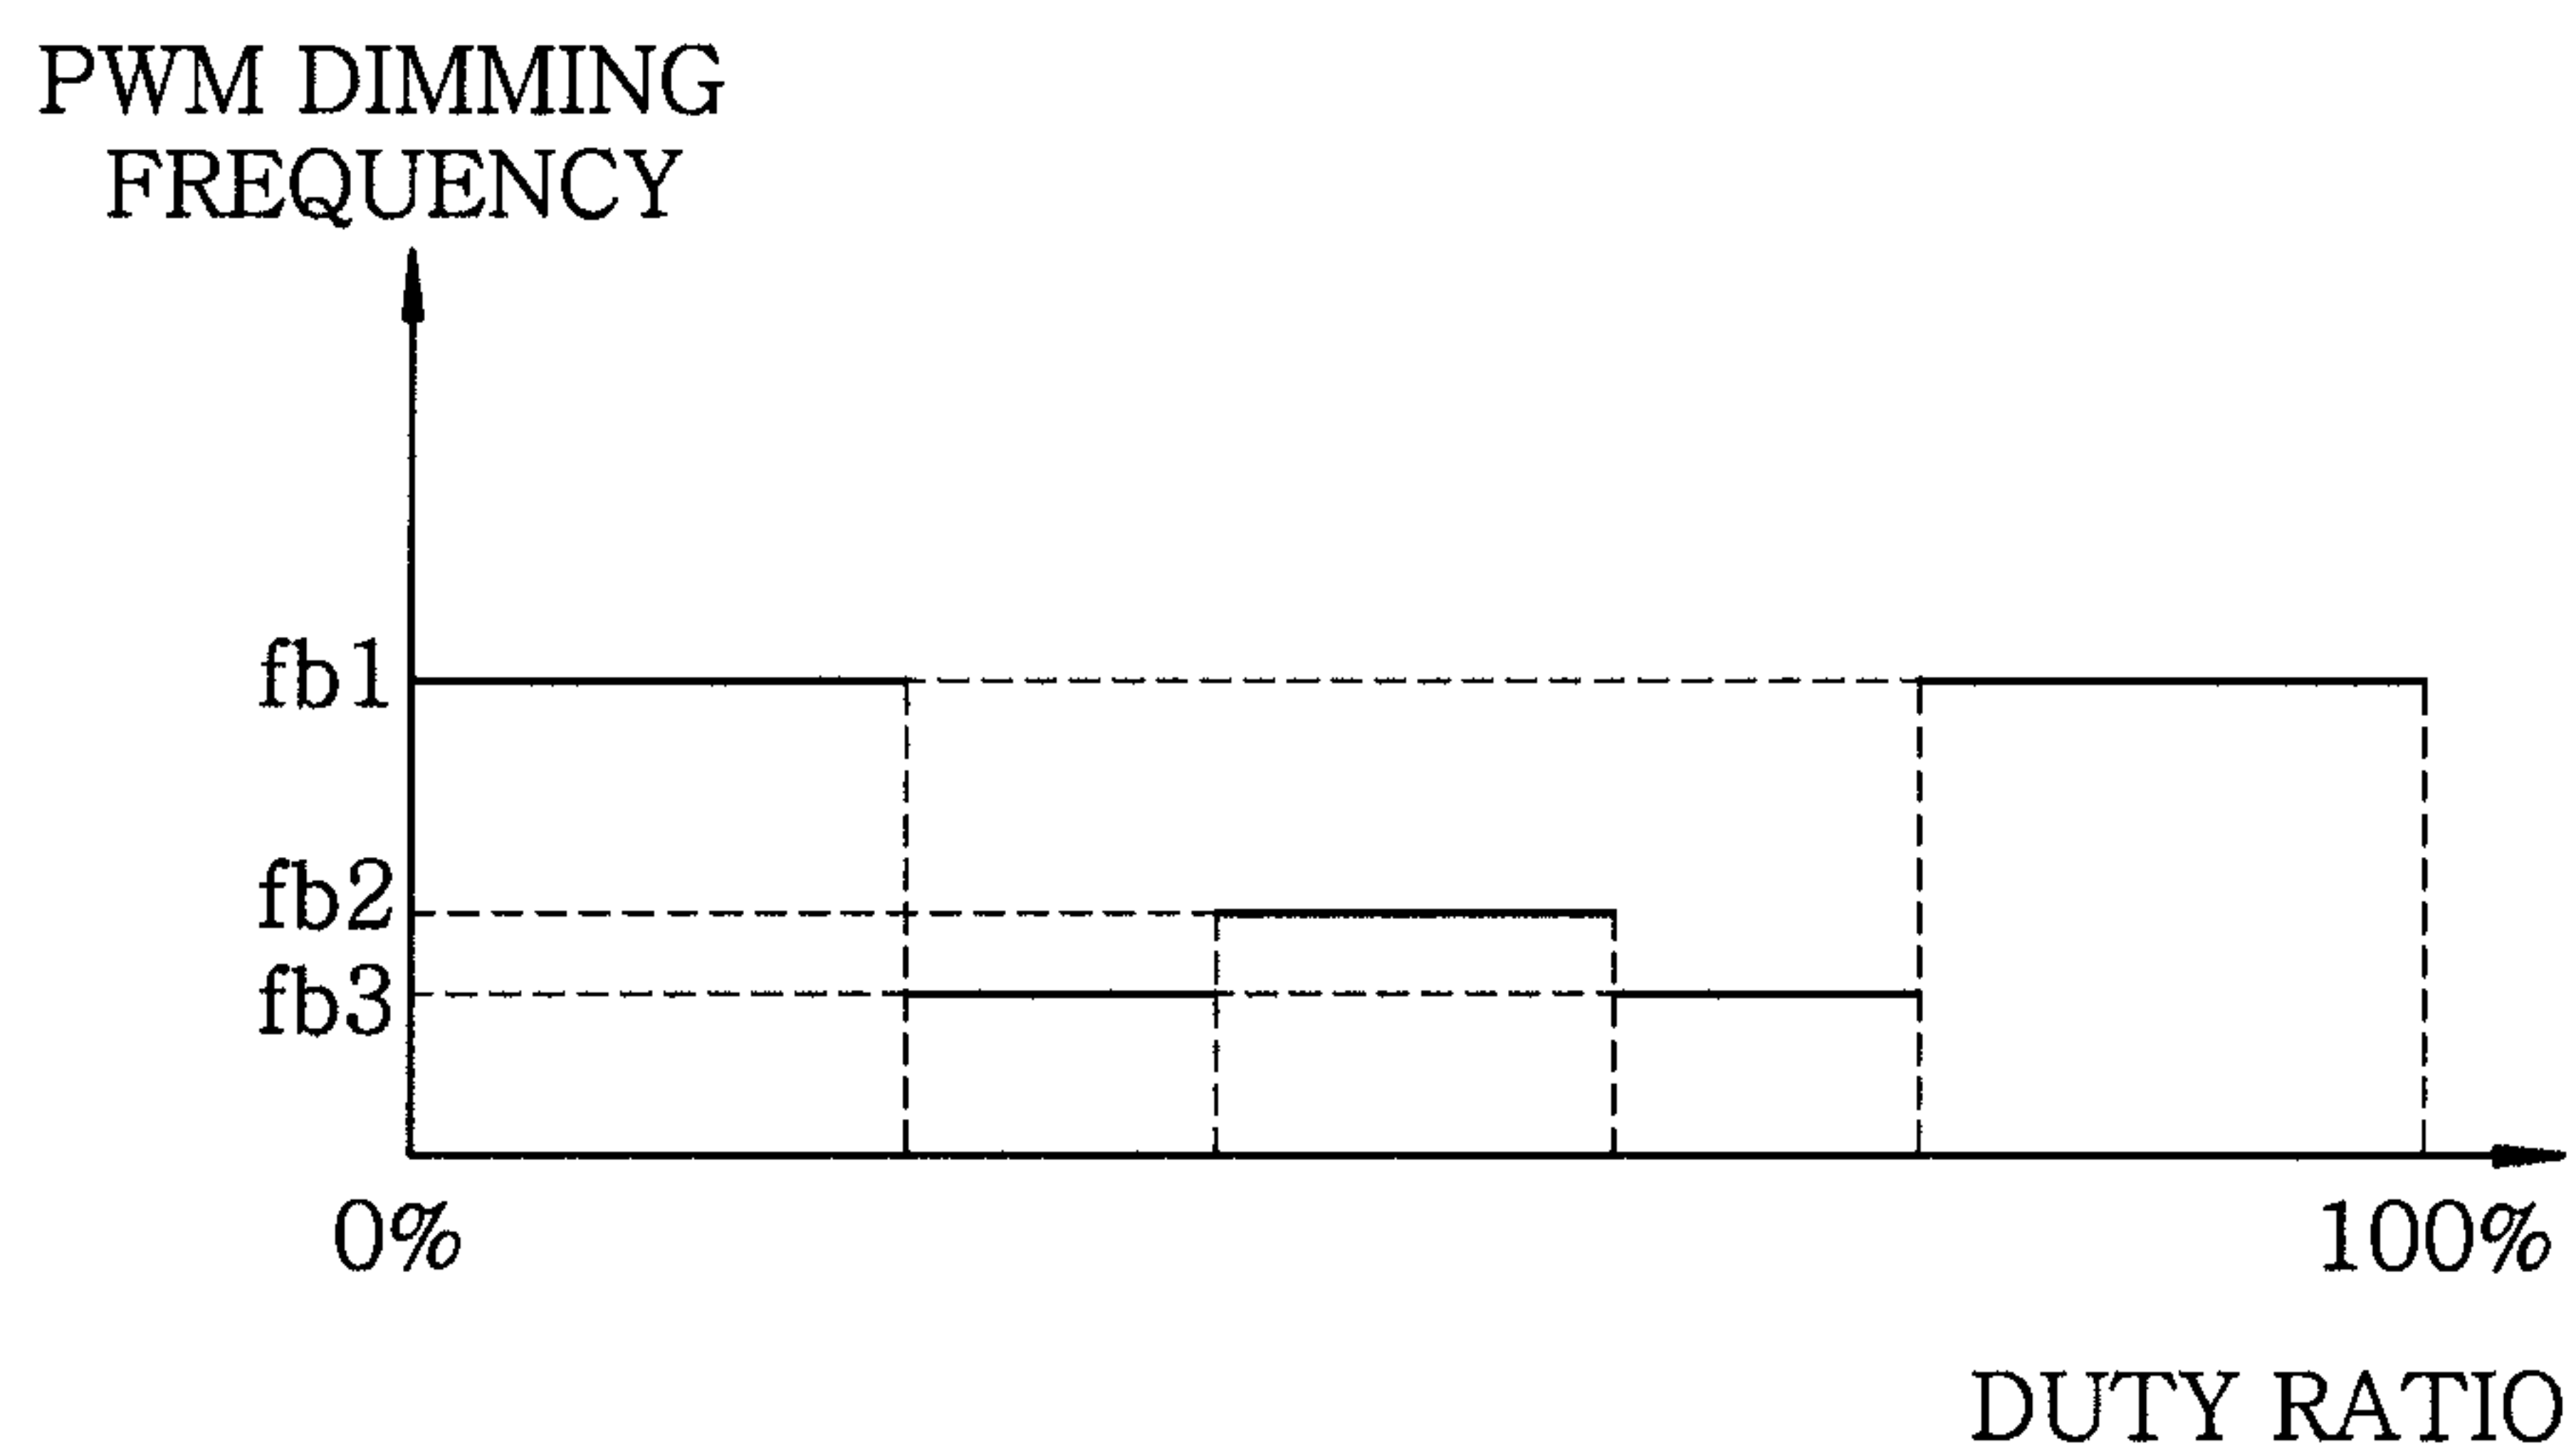 PWM DIMMING
FREQUENCY
fb1
fb2
fb3
0%
100%
DUTY RATIO